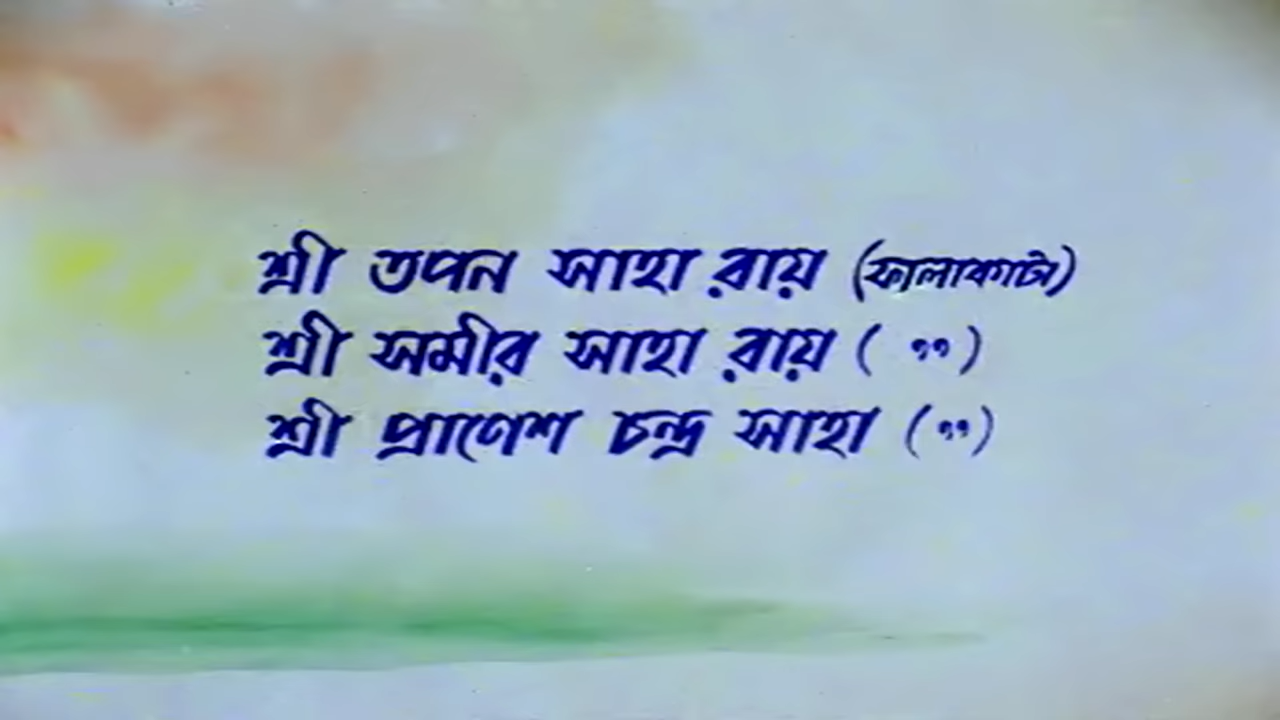 শ্রী তপন সাহা রায় (ফালাকাটা)
শ্রী সমীর সাহা রায় ( ,, )
শ্রী প্রাণেশ চন্দ্র সাহা ( ,, )